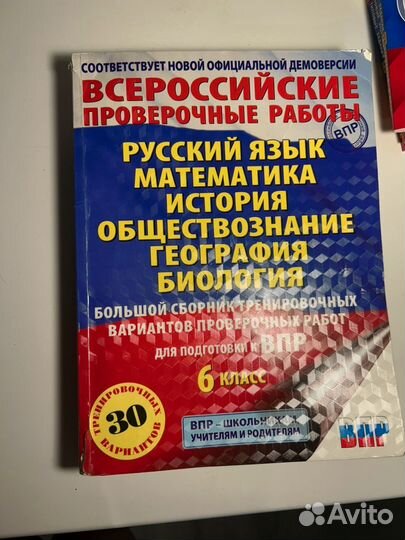 СООТВЕТСТВУЕТ НОВОЙ ОФИЦИАЛЬНОЙ ДЕМОВЕРСИИ
ВСЕРОССИЙСКИЕ
ПРОВЕРОЧНЫЕ РАБОТЫ
ВПР
РУССКИЙ ЯЗЫК
МАТЕМАТИКА
ИСТОРИЯ
ОБЩЕСТВОЗНАНИЕ
ГЕОГРАФИЯ
БИОЛОГИЯ
БОЛЬШОЙ СБОРНИК ТРЕНИРОВОЧНЫХ
ВАРИАНТОВ ПРОВЕРОЧНЫХ РАБОТ
ДЛЯ ПОДГОТОВКИ К ВПР
6 КЛАСС
ТРЕНИРОВОЧНЫХ
30
ВАРИАНТОВ
ВПР – ШКОЛЬНИКАМ,
УЧИТЕЛЯМ И РОДИТЕЛЯМ
ВПР
Avito